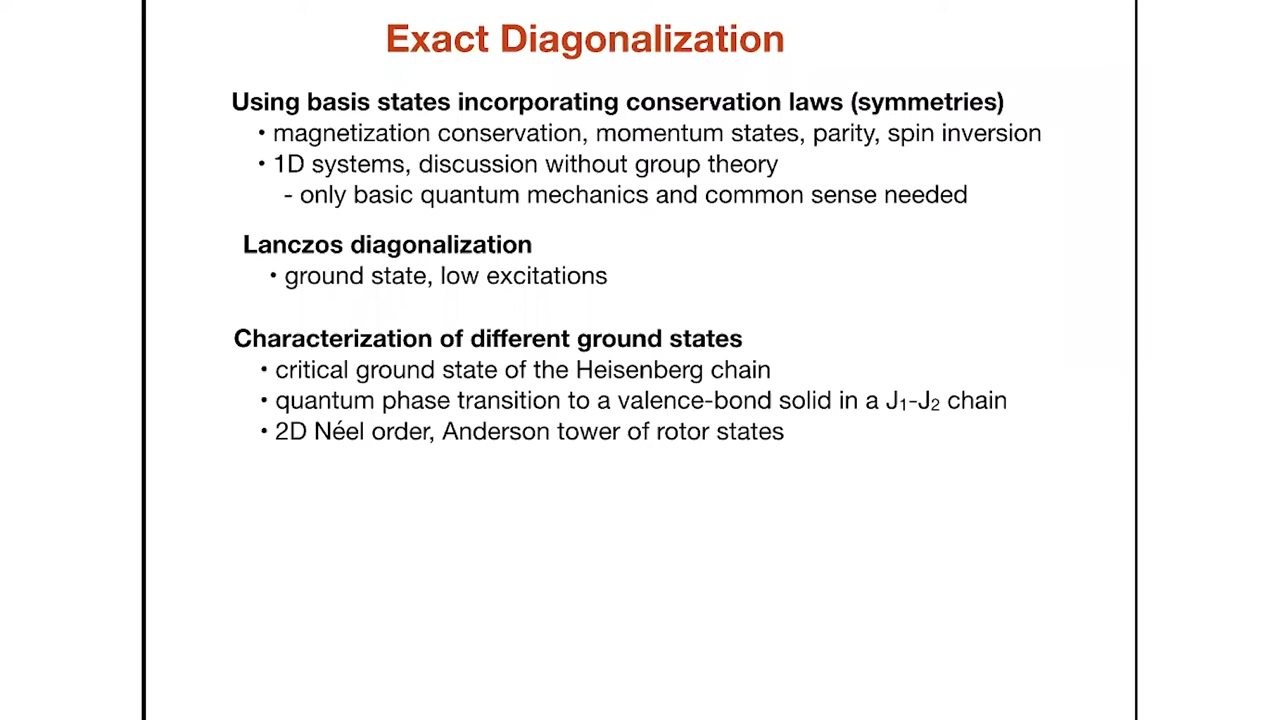 Exact Diagonalization
Using basis states incorporating conservation laws (symmetries)
• magnetization conservation, momentum states, parity, spin inversion
• 1D systems, discussion without group theory
- only basic quantum mechanics and common sense needed
Lanczos diagonalization
• ground state, low excitations
Characterization of different ground states
• critical ground state of the Heisenberg chain
• quantum phase transition to a valence-bond solid in a J₁-J₂ chain
• 2D Néel order, Anderson tower of rotor states